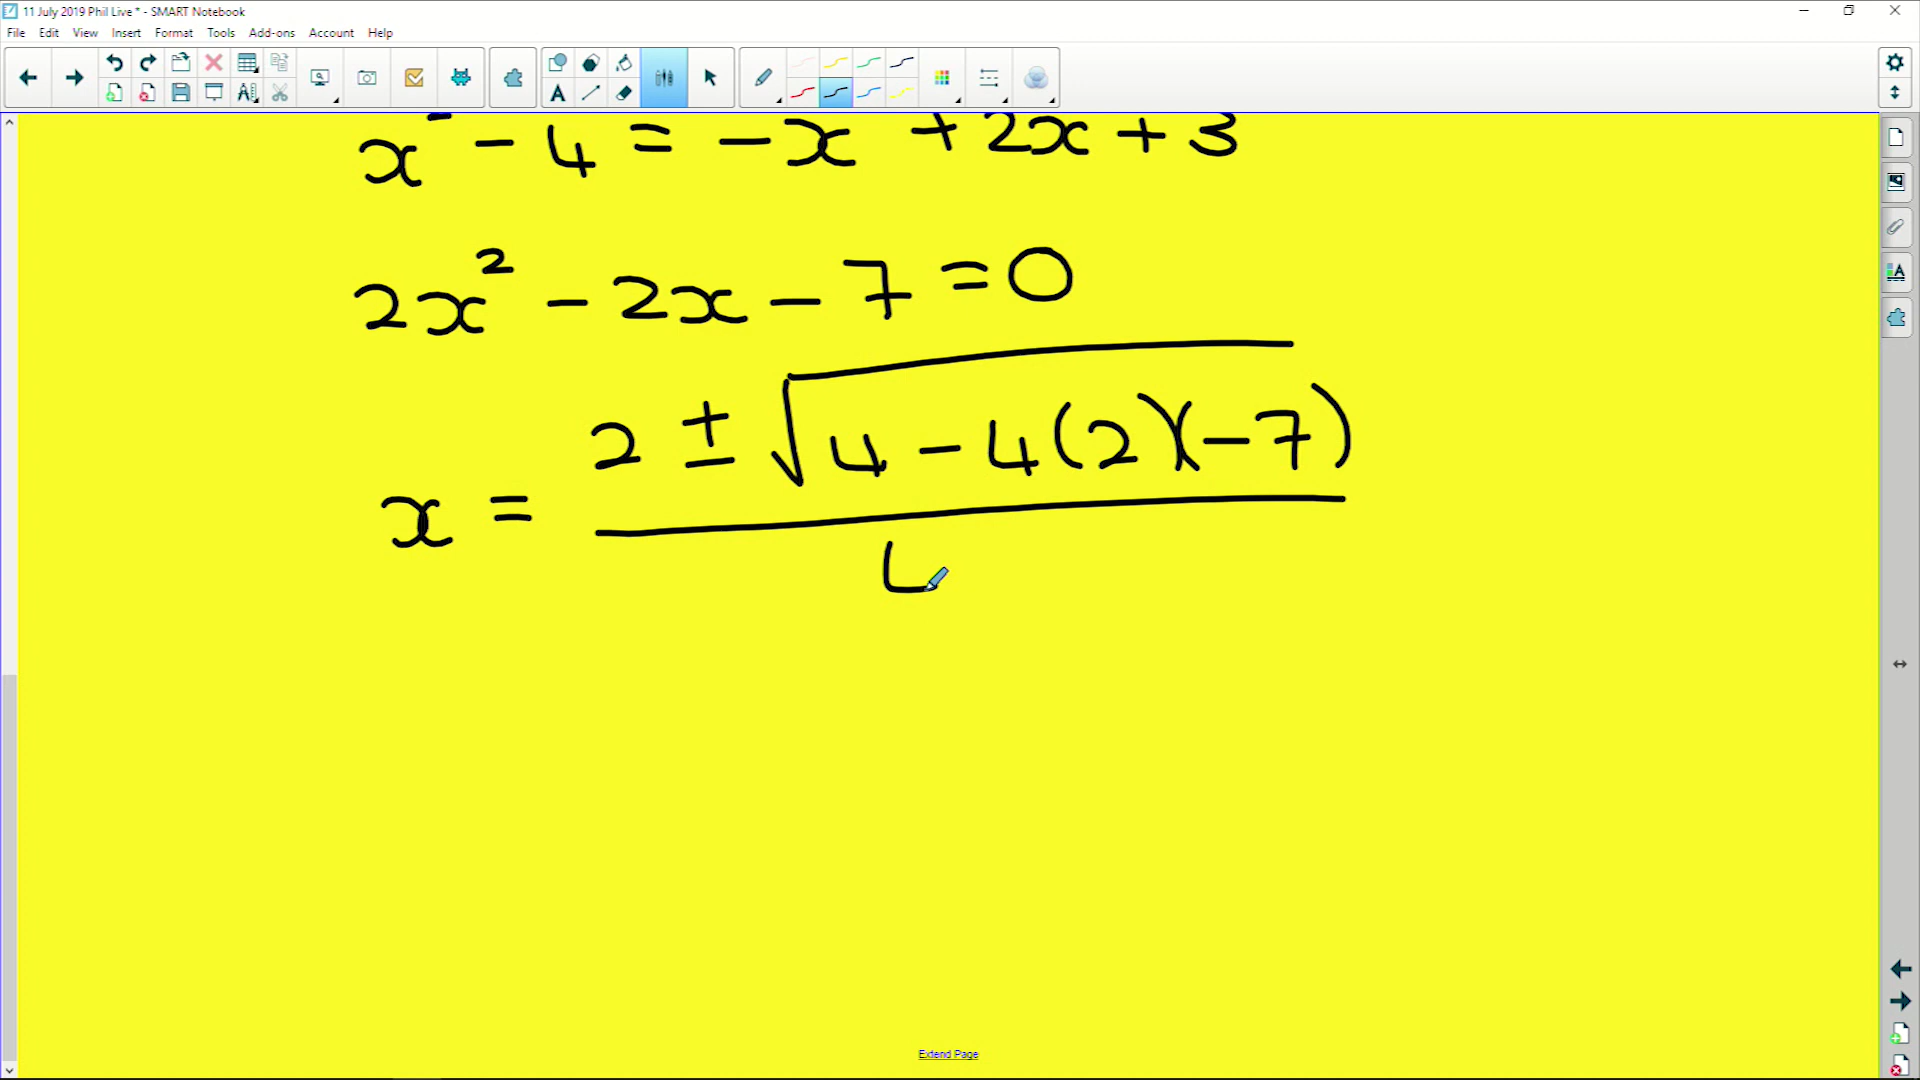 11 July 2019 Phil Live * - SMART Notebook
File Edit View Insert Format Tools Add-ons Account Help
x² - 4 = -x + 2x + 3
2x² - 2x - 7 = 0
x = (2 ± √(4 - 4(2)(-7))) / 
Extend Page